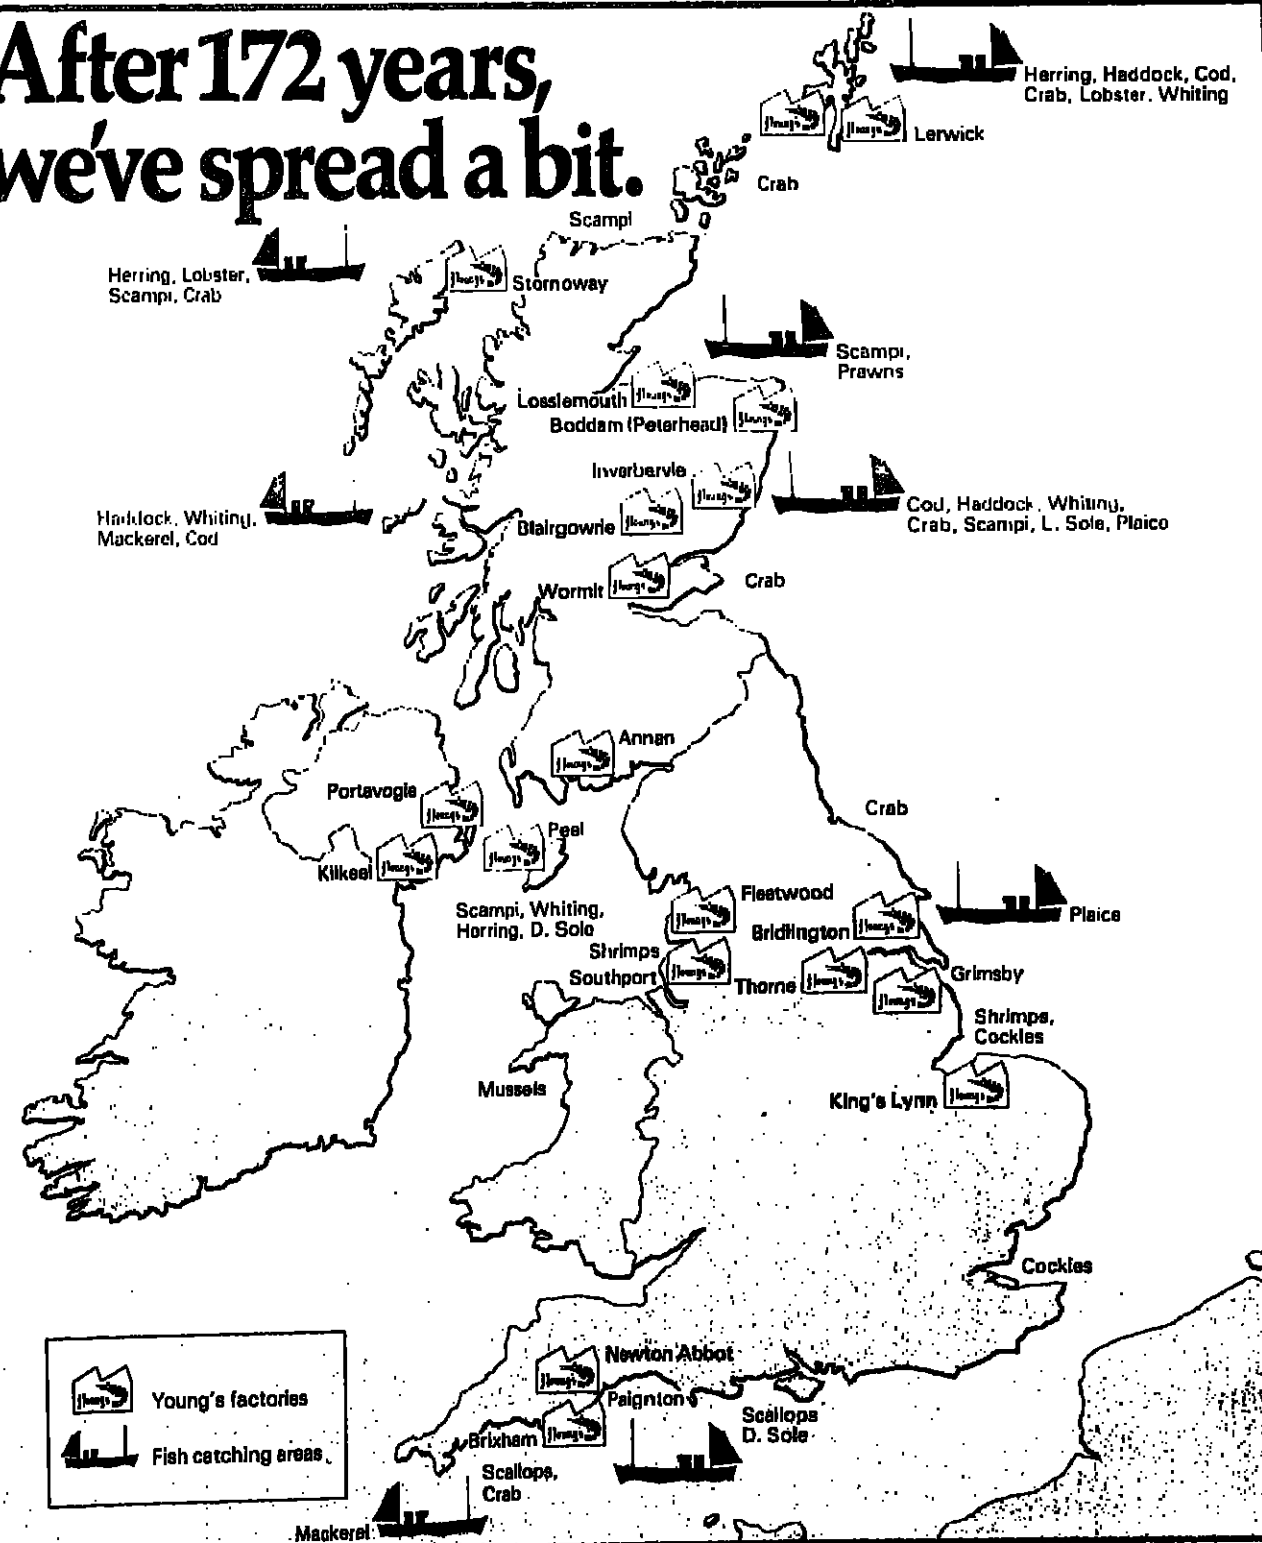 After 172 years,
we've spread a bit.
Herring, Haddock, Cod,
Crab, Lobster, Whiting
Lerwick
Crab
Scampi
Herring, Lobster,
Scampi, Crab
Stornoway
Scampi,
Prawns
Lossiemouth
Boddam (Peterhead)
Inverbervie
Haddock, Whiting,
Mackerel, Cod
Blairgowrie
Cod, Haddock, Whiting,
Crab, Scampi, L. Sole, Plaice
Wormit
Crab
Annan
Portavogie
Crab
Peel
Kilkeel
Scampi, Whiting,
Herring, D. Sole
Fleetwood
Bridlington
Plaice
Shrimps
Southport
Thorne
Grimsby
Shrimps,
Cockles
Mussels
King's Lynn
Cockles
Newton Abbot
Paignton
Brixham
Scallops
D. Sole
Scallops,
Crab
Mackerel
Young's factories
Fish catching areas